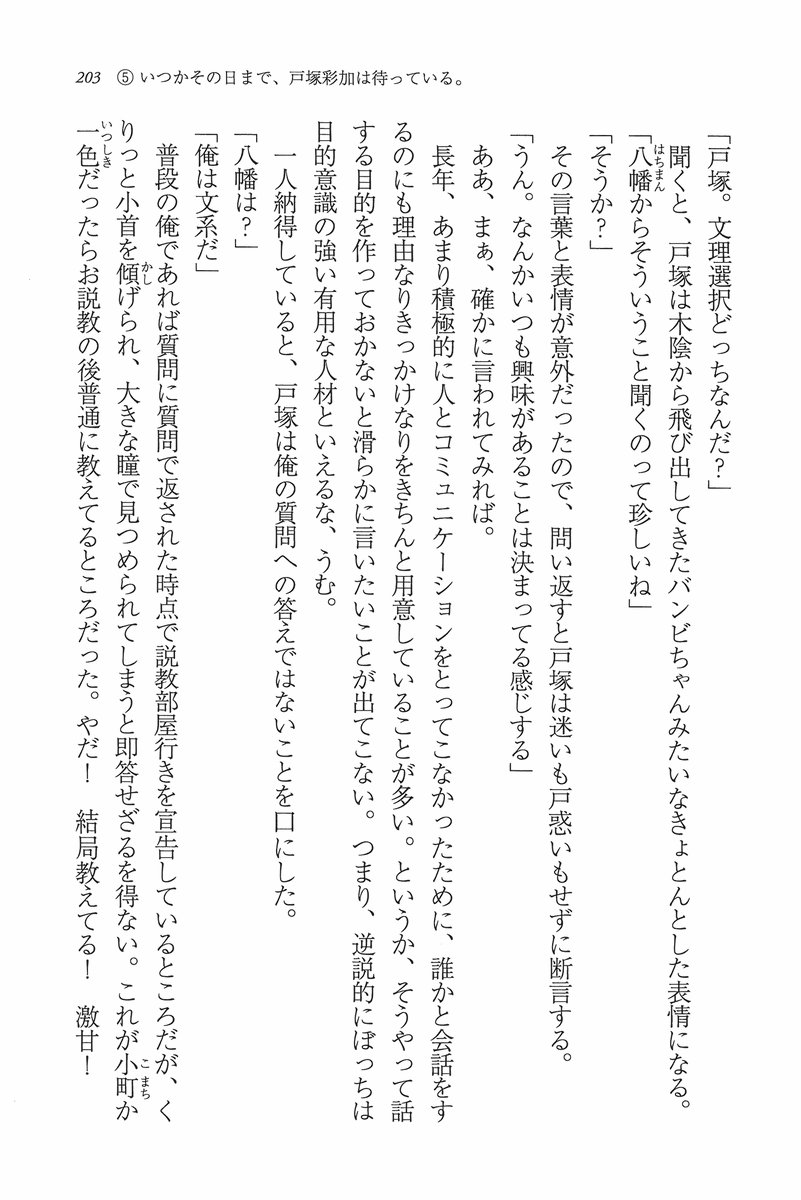 203 ⑤ いつかその日まで、戸塚彩加は待っている。
「戸塚。文理選択どっちなんだ？」
聞くと、戸塚は木陰から飛び出してきたバンビちゃんみたいなきょとんとした表情になる。
「八幡からそういうこと聞くのって珍しいね」
「そうか？」
その言葉と表情が意外だったので、問い返すと戸塚は迷いも戸惑いもせずに断言する。
「うん。なんかいつも興味があることは決まってる感じする」
ああ、まぁ、確かに言われてみれば。
長年、あまり積極的に人とコミュニケーションをとってこなかったために、誰かと会話をす
るのにも理由なりきっかけなりをきちんと用意していることが多い。というか、そうやって話
する目的を作っておかないと滑らかに言いたいことが出てこない。つまり、逆説的にぼっちは
目的意識の強い有用な人材といえるな、うむ。
一人納得していると、戸塚は俺の質問への答えではないことを口にした。
「八幡は？」
「俺は文系だ」
普段の俺であれば質問に質問で返された時点で説教部屋行きを宣告しているところだが、く
りっと小首を傾げられ、大きな瞳で見つめられてしまうと即答せざるを得ない。これが小町か
一色だったらお説教の後普通に教えてるところだった。やだ！　結局教えてる！　激甘！